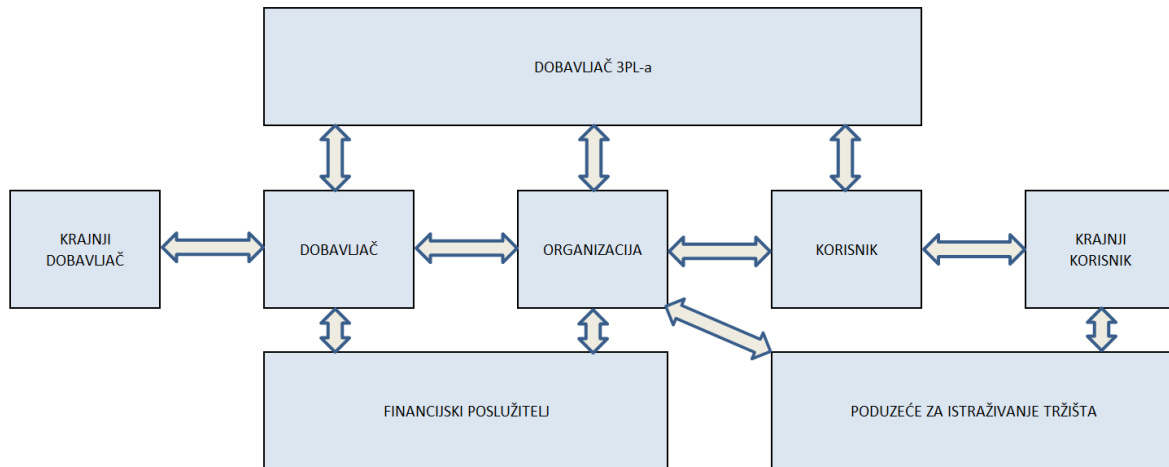 DOBAVLJAČ 3PL-a
KRAJNJI
DOBAVLJAČ
DOBAVLJAČ
ORGANIZACIJA
KORISNIK
KRAJNJI
KORISNIK
FINANCIJSKI POSLUŽITELJ
PODUZEĆE ZA ISTRAŽIVANJE TRŽIŠTA